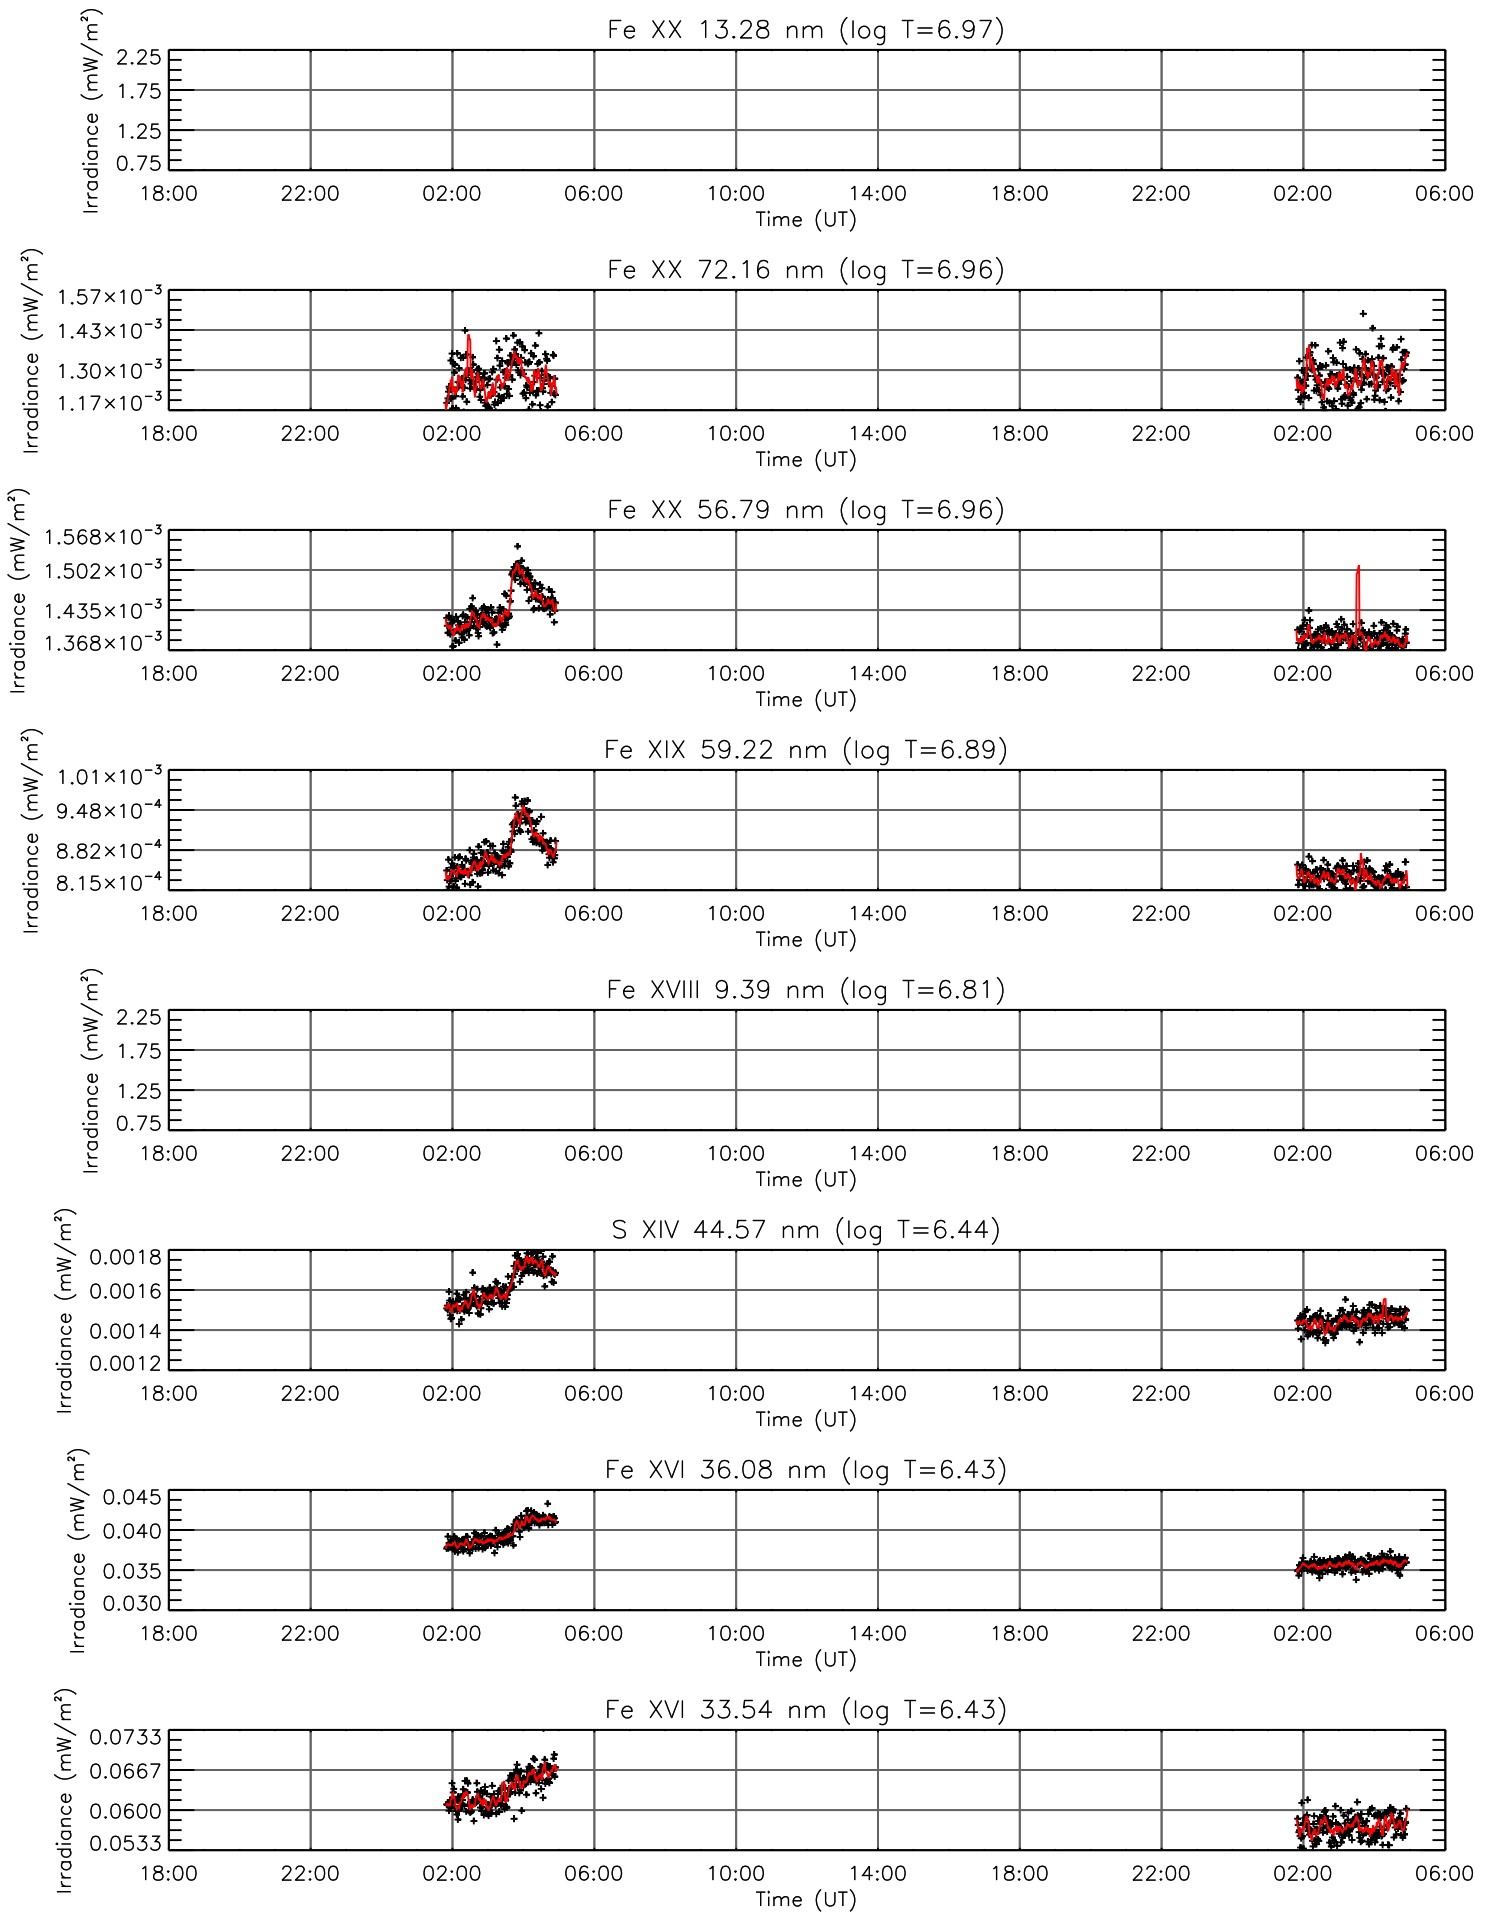 Fe XX 13.28 nm (log T=6.97)
Irradiance (mW/m²)
2.25
1.75
1.25
0.75
18:00 22:00 02:00 06:00 10:00 14:00 18:00 22:00 02:00 06:00
Time (UT)
Fe XX 72.16 nm (log T=6.96)
Irradiance (mW/m²)
1.57×10⁻³
1.43×10⁻³
1.30×10⁻³
1.17×10⁻³
18:00 22:00 02:00 06:00 10:00 14:00 18:00 22:00 02:00 06:00
Time (UT)
Fe XX 56.79 nm (log T=6.96)
Irradiance (mW/m²)
1.568×10⁻³
1.502×10⁻³
1.435×10⁻³
1.368×10⁻³
18:00 22:00 02:00 06:00 10:00 14:00 18:00 22:00 02:00 06:00
Time (UT)
Fe XIX 59.22 nm (log T=6.89)
Irradiance (mW/m²)
1.01×10⁻³
9.48×10⁻⁴
8.82×10⁻⁴
8.15×10⁻⁴
18:00 22:00 02:00 06:00 10:00 14:00 18:00 22:00 02:00 06:00
Time (UT)
Fe XVIII 9.39 nm (log T=6.81)
Irradiance (mW/m²)
2.25
1.75
1.25
0.75
18:00 22:00 02:00 06:00 10:00 14:00 18:00 22:00 02:00 06:00
Time (UT)
S XIV 44.57 nm (log T=6.44)
Irradiance (mW/m²)
0.0018
0.0016
0.0014
0.0012
18:00 22:00 02:00 06:00 10:00 14:00 18:00 22:00 02:00 06:00
Time (UT)
Fe XVI 36.08 nm (log T=6.43)
Irradiance (mW/m²)
0.045
0.040
0.035
0.030
18:00 22:00 02:00 06:00 10:00 14:00 18:00 22:00 02:00 06:00
Time (UT)
Fe XVI 33.54 nm (log T=6.43)
Irradiance (mW/m²)
0.0733
0.0667
0.0600
0.0533
18:00 22:00 02:00 06:00 10:00 14:00 18:00 22:00 02:00 06:00
Time (UT)